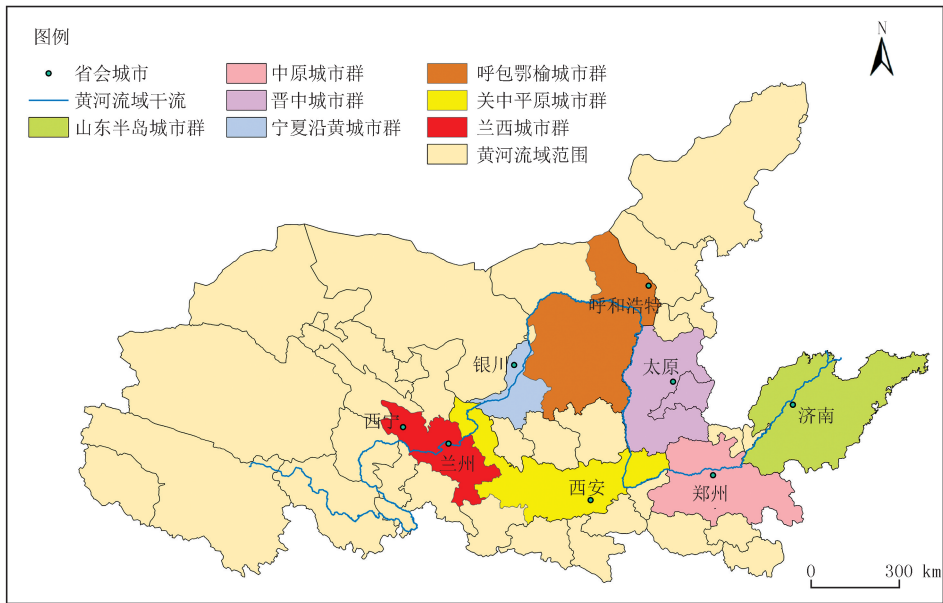 图例
省会城市
黄河流域干流
山东半岛城市群
中原城市群
晋中城市群
宁夏沿黄城市群
呼包鄂榆城市群
关中平原城市群
兰西城市群
黄河流域范围
N
呼和浩特
银川
太原
西宁
兰州
济南
西安
郑州
0 300 km